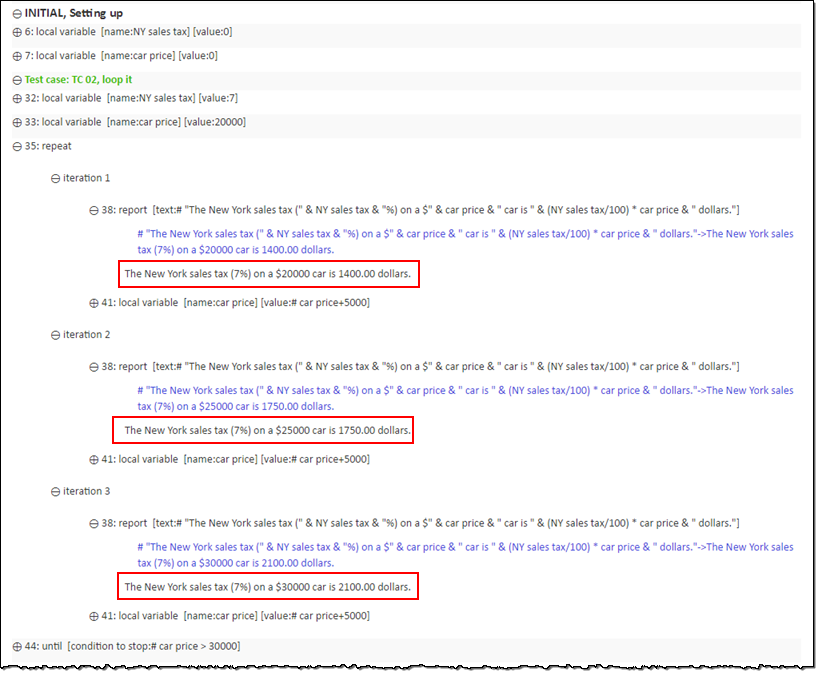 INITIAL, Setting up
6: local variable [name:NY sales tax] [value:0]
7: local variable [name:car price] [value:0]
Test case: TC 02, loop it
32: local variable [name:NY sales tax] [value:7]
33: local variable [name:car price] [value:20000]
35: repeat
iteration 1
38: report [text:# "The New York sales tax (" & NY sales tax & "%) on a $" & car price & " car is " & (NY sales tax/100) * car price & " dollars."]
# "The New York sales tax (" & NY sales tax & "%) on a $" & car price & " car is " & (NY sales tax/100) * car price & " dollars."->The New York sales
tax (7%) on a $20000 car is 1400.00 dollars.
The New York sales tax (7%) on a $20000 car is 1400.00 dollars.
41: local variable [name:car price] [value:# car price+5000]
iteration 2
38: report [text:# "The New York sales tax (" & NY sales tax & "%) on a $" & car price & " car is " & (NY sales tax/100) * car price & " dollars."]
# "The New York sales tax (" & NY sales tax & "%) on a $" & car price & " car is " & (NY sales tax/100) * car price & " dollars."->The New York sales
tax (7%) on a $25000 car is 1750.00 dollars.
The New York sales tax (7%) on a $25000 car is 1750.00 dollars.
41: local variable [name:car price] [value:# car price+5000]
iteration 3
38: report [text:# "The New York sales tax (" & NY sales tax & "%) on a $" & car price & " car is " & (NY sales tax/100) * car price & " dollars."]
# "The New York sales tax (" & NY sales tax & "%) on a $" & car price & " car is " & (NY sales tax/100) * car price & " dollars."->The New York sales
tax (7%) on a $30000 car is 2100.00 dollars.
The New York sales tax (7%) on a $30000 car is 2100.00 dollars.
41: local variable [name:car price] [value:# car price+5000]
44: until [condition to stop:# car price > 30000]